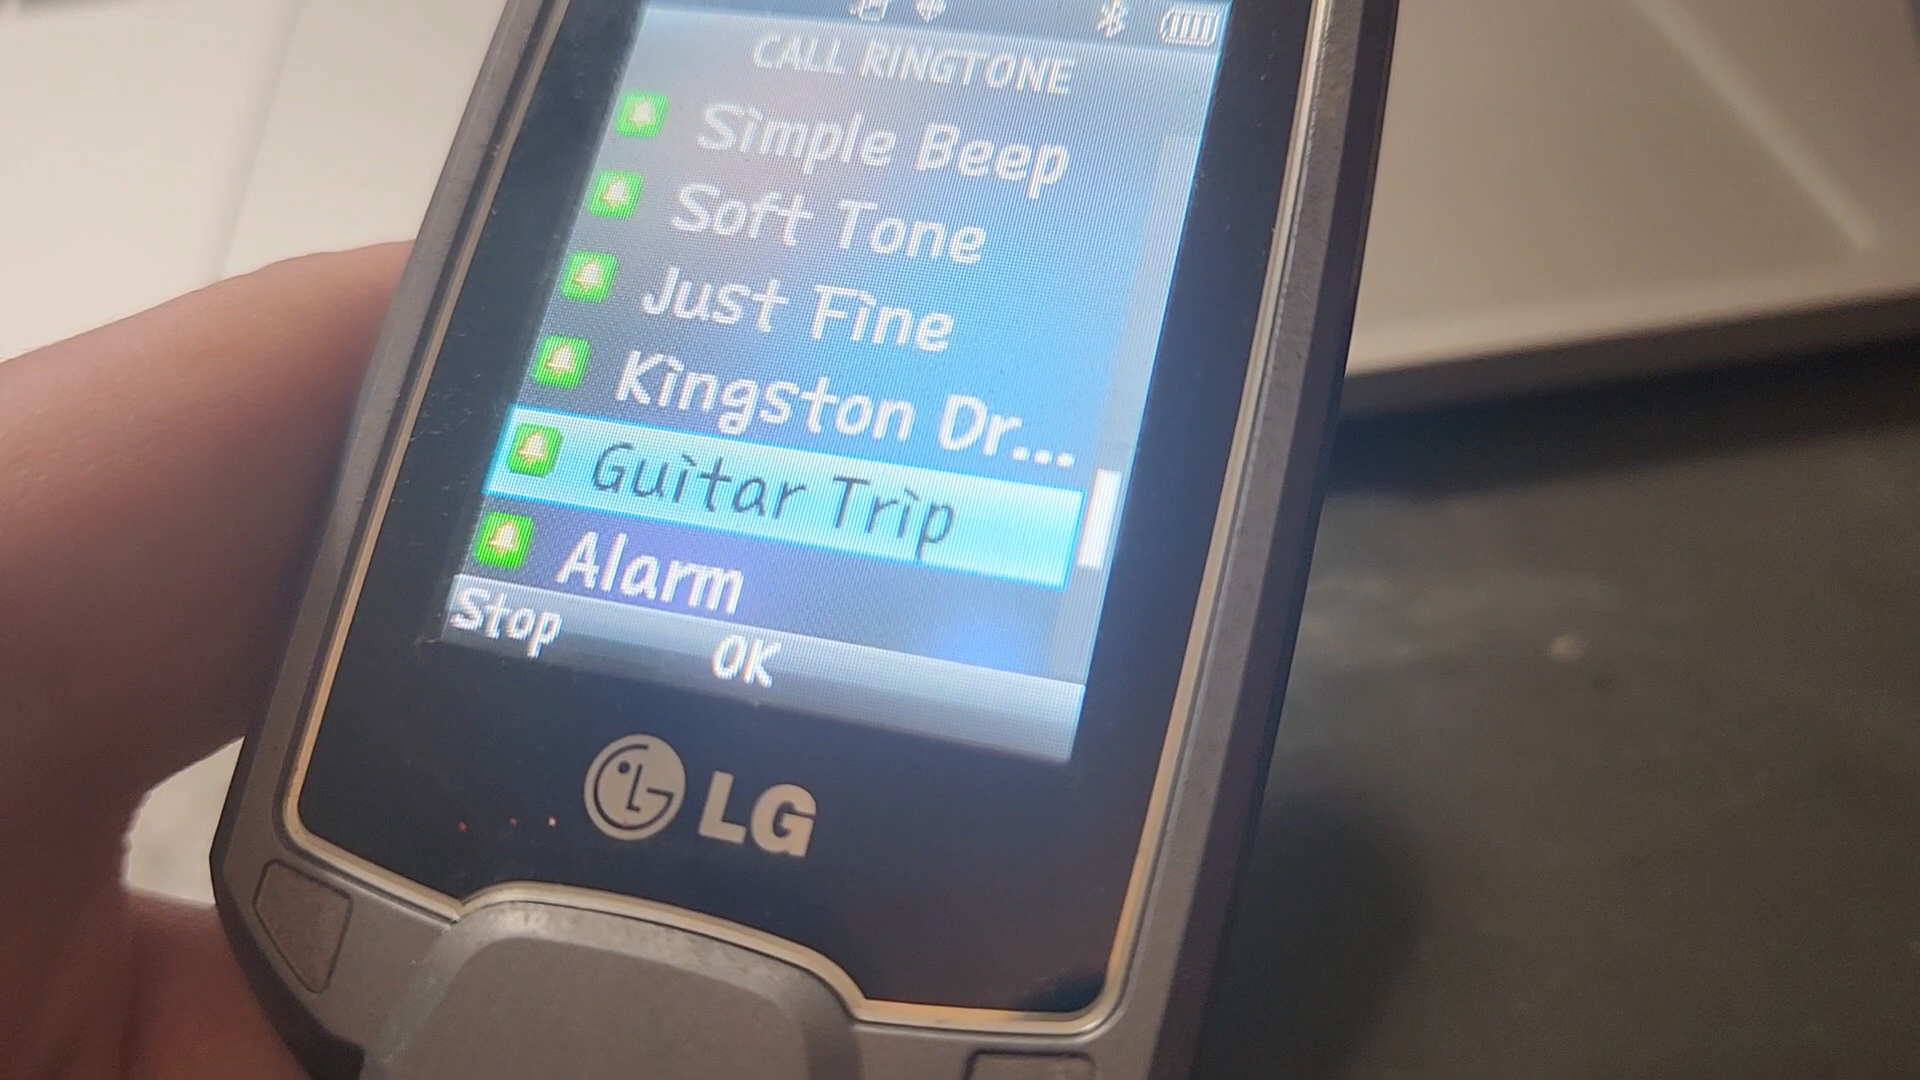 CALL RINGTONE
Simple Beep
Soft Tone
Just Fine
Kingston Dr...
Guitar Trip
Alarm
Stop OK
LG